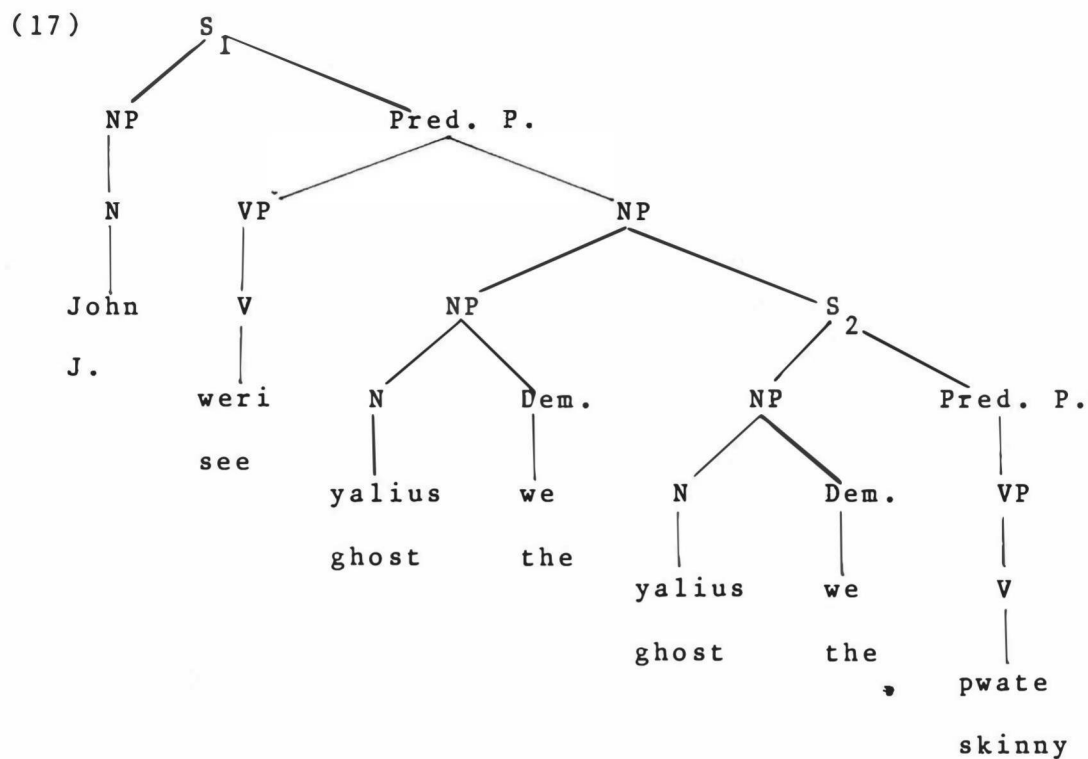 (17) S1
NP Pred. P.
N VP NP
John V NP S2
J.
weri N Dem. NP Pred. P.
see
yalius we N Dem. VP
ghost the
yalius we V
ghost the
pwate
skinny